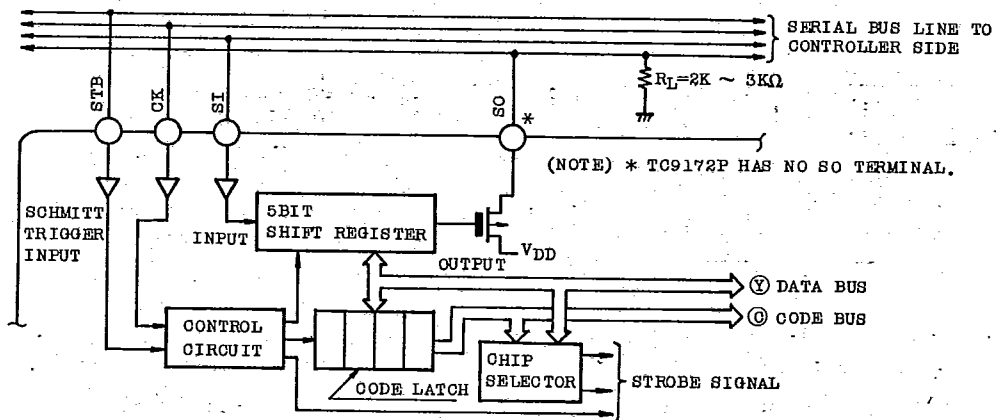 SERIAL BUS LINE TO
CONTROLLER SIDE
RL=2K ~ 3KΩ
STB
CK
SI
SO
*
(NOTE) * TC9172P HAS NO SO TERMINAL.
SCHMITT
TRIGGER
INPUT
INPUT
5BIT
SHIFT REGISTER
OUTPUT
VDD
Ⓨ DATA BUS
Ⓒ CODE BUS
CONTROL
CIRCUIT
CODE LATCH
CHIP
SELECTOR
STROBE SIGNAL